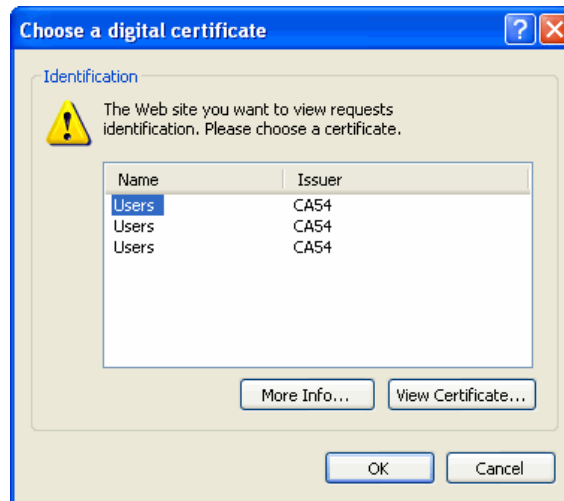 Choose a digital certificate
Identification
The Web site you want to view requests
identification. Please choose a certificate.
Name Issuer
Users CA54
Users CA54
Users CA54
More Info... View Certificate...
OK Cancel